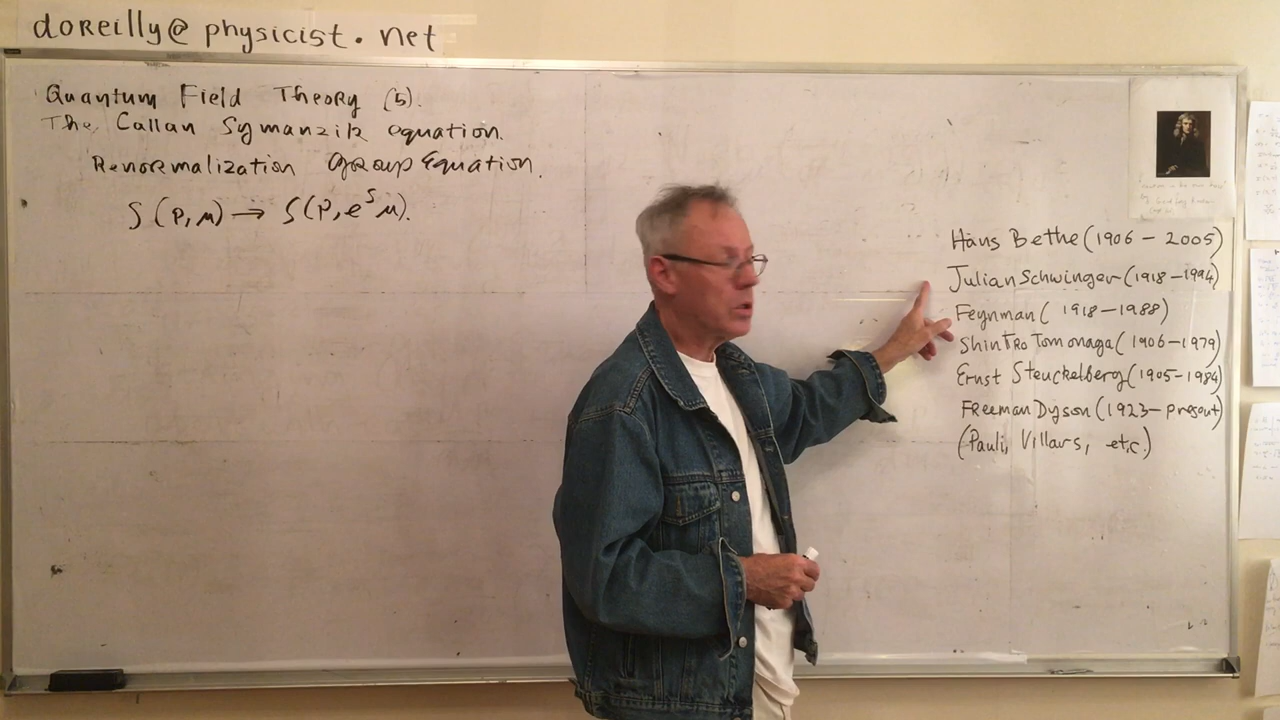 doreilly@physicist.net
Quantum Field Theory (5).
The Callan Symanzik equation.
Renormalization Group Equation.
S(p,μ) → S(p, e^s μ).
Hans Bethe (1906 - 2005)
Julian Schwinger (1918 - 1994)
Feynman ( 1918 - 1988)
Shintro Tomonaga (1906 - 1979)
Ernst Steuckelberg (1905 - 1984)
Freeman Dyson (1923 - present)
(Pauli, Villars, etc.)